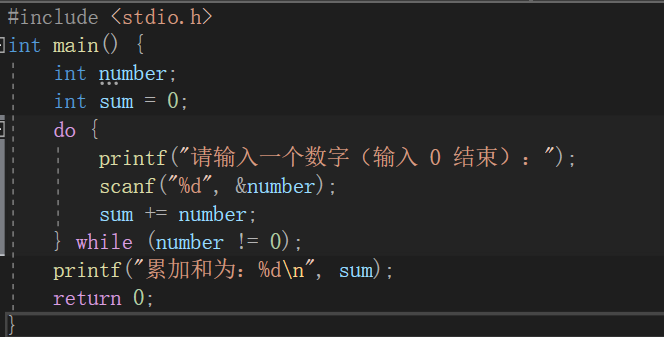 #include <stdio.h>
int main() {
    int number;
    int sum = 0;
    do {
        printf("请输入一个数字（输入 0 结束）：");
        scanf("%d", &number);
        sum += number;
    } while (number != 0);
    printf("累加和为：%d\n", sum);
    return 0;
}